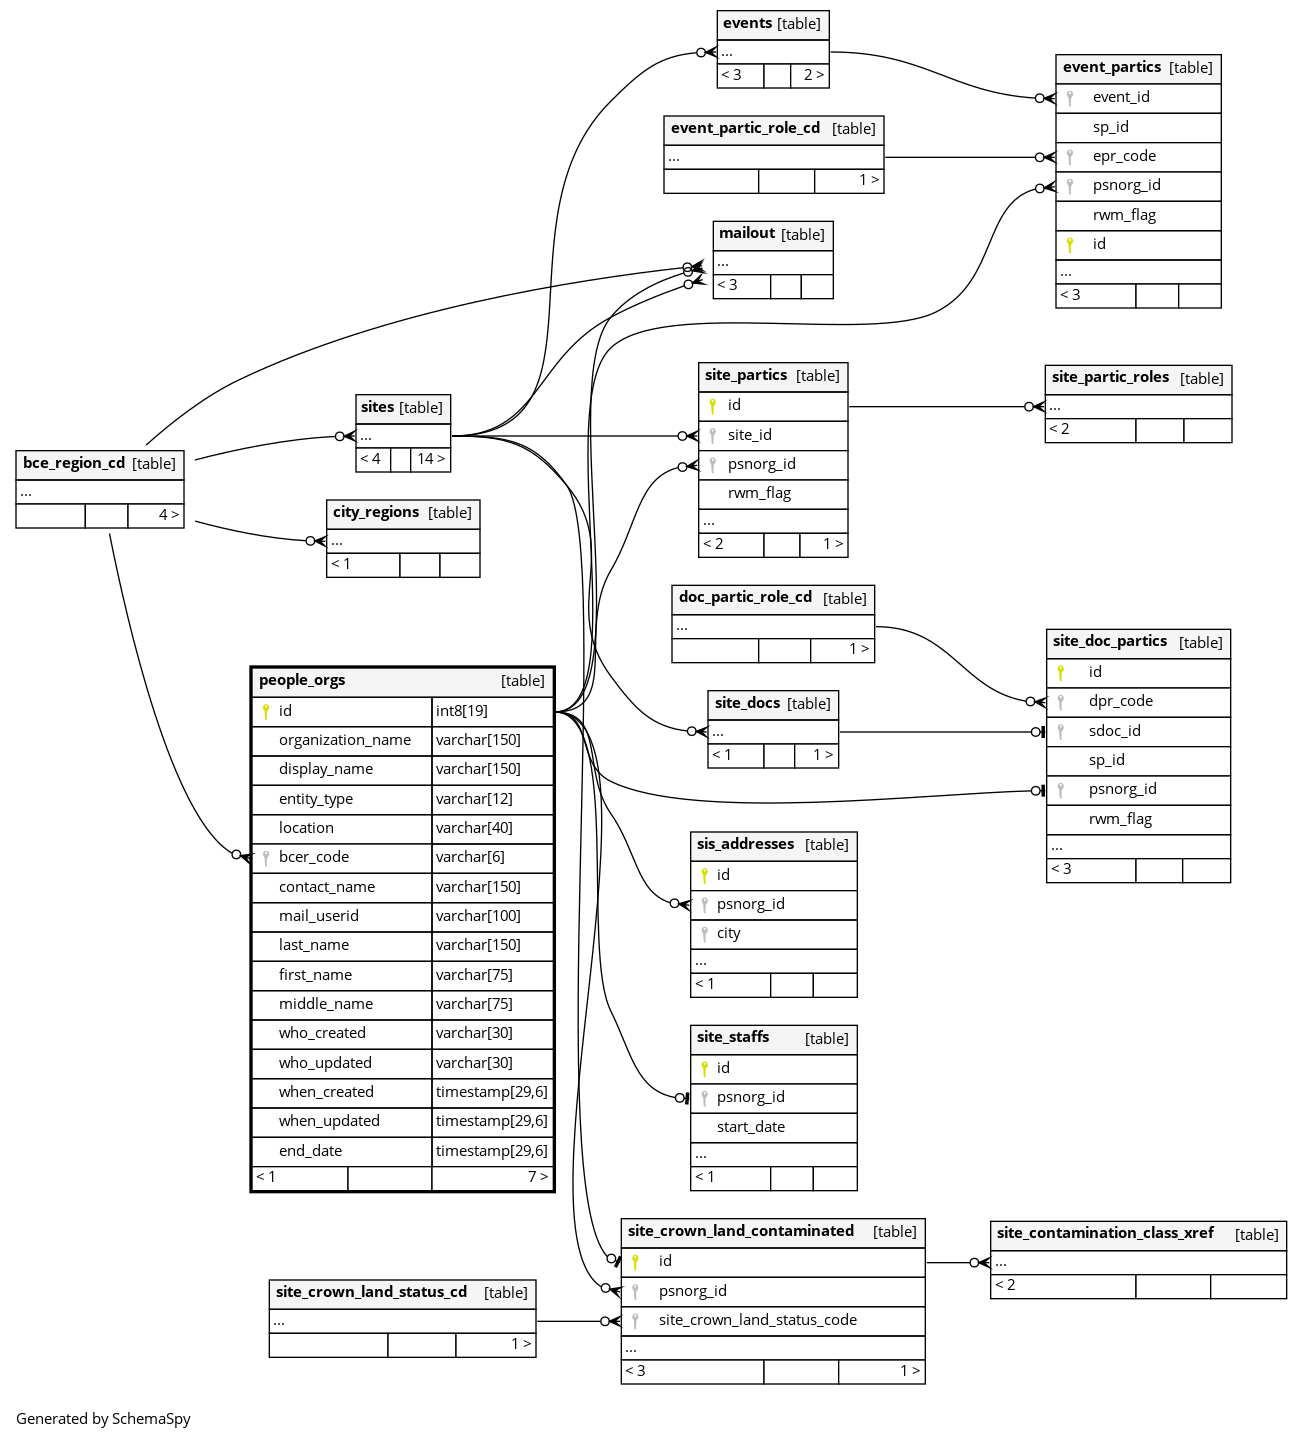 events [table]
...
< 3 2 >
event_partics [table]
event_id
sp_id
epr_code
psnorg_id
rwm_flag
id
...
< 3
event_partic_role_cd [table]
...
1 >
mailout [table]
...
< 3
site_partics [table]
id
site_id
psnorg_id
rwm_flag
...
< 2 1 >
site_partic_roles [table]
...
< 2
sites [table]
...
< 4 14 >
bce_region_cd [table]
...
4 >
city_regions [table]
...
< 1
doc_partic_role_cd [table]
...
1 >
site_doc_partics [table]
id
dpr_code
sdoc_id
sp_id
psnorg_id
rwm_flag
...
< 3
site_docs [table]
...
< 1 1 >
people_orgs [table]
id int8[19]
organization_name varchar[150]
display_name varchar[150]
entity_type varchar[12]
location varchar[40]
bcer_code varchar[6]
contact_name varchar[150]
mail_userid varchar[100]
last_name varchar[150]
first_name varchar[75]
middle_name varchar[75]
who_created varchar[30]
who_updated varchar[30]
when_created timestamp[29,6]
when_updated timestamp[29,6]
end_date timestamp[29,6]
< 1 7 >
sis_addresses [table]
id
psnorg_id
city
...
< 1
site_staffs [table]
id
psnorg_id
start_date
...
< 1
site_crown_land_contaminated [table]
id
psnorg_id
site_crown_land_status_code
...
< 3 1 >
site_contamination_class_xref [table]
...
< 2
site_crown_land_status_cd [table]
...
1 >
Generated by SchemaSpy